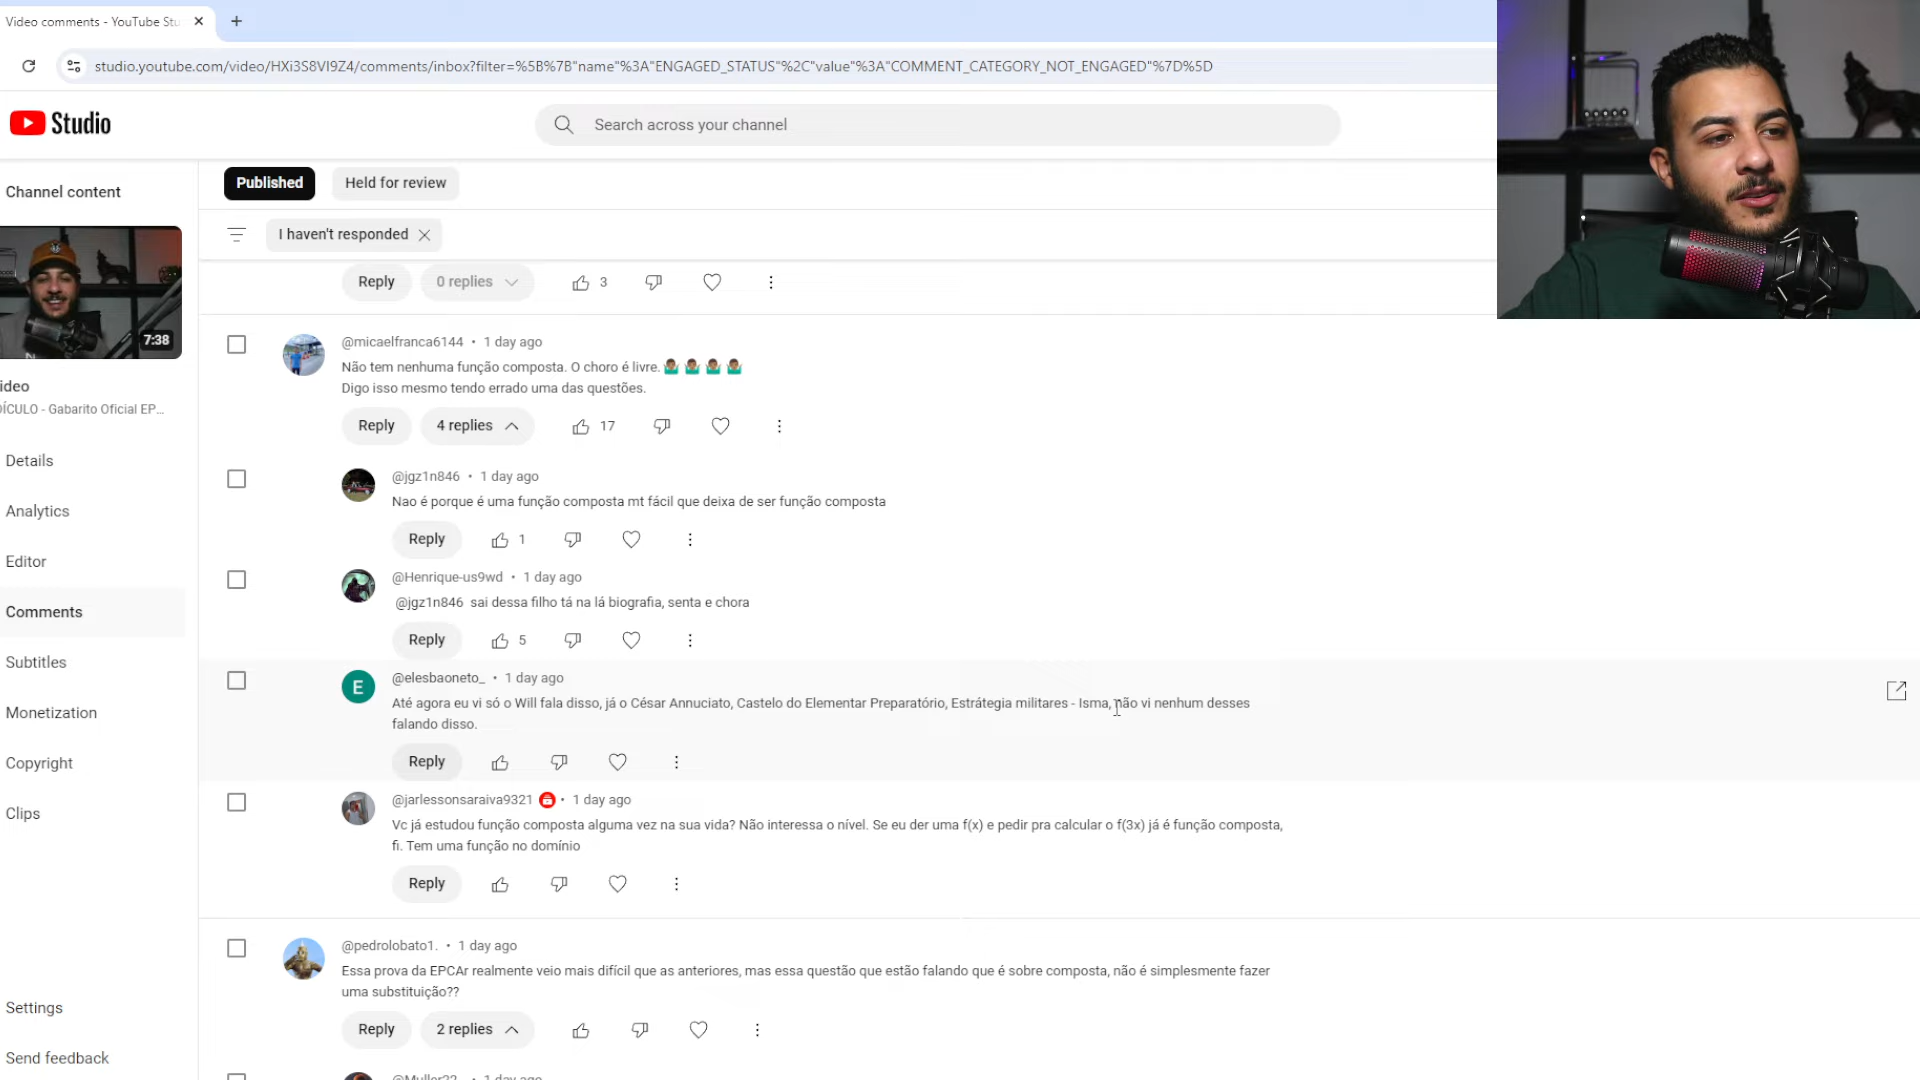 Video comments - YouTube Stu
studio.youtube.com/video/HXi3S8VI9Z4/comments/inbox?filter=%5B%7B"name"%3A"ENGAGED_STATUS"%2C"value"%3A"COMMENT_CATEGORY_NOT_ENGAGED"%7D%5D
Studio
Search across your channel
Channel content
7:38
ideo
DÍCULO - Gabarito Oficial EP...
Details
Analytics
Editor
Comments
Subtitles
Monetization
Copyright
Clips
Settings
Send feedback
Published
Held for review
I haven't responded
Reply 0 replies 3
@micaelfranca6144 • 1 day ago
Não tem nenhuma função composta. O choro é livre. 🤷🏽‍♂️ 🤷🏽‍♂️ 🤷🏽‍♂️ 🤷🏽‍♂️
Digo isso mesmo tendo errado uma das questões.
Reply 4 replies 17
@jgz1n846 • 1 day ago
Nao é porque é uma função composta mt fácil que deixa de ser função composta
Reply 1
@Henrique-us9wd • 1 day ago
@jgz1n846 sai dessa filho tá na lá biografia, senta e chora
Reply 5
E
@elesbaoneto_ • 1 day ago
Até agora eu vi só o Will fala disso, já o César Annuciato, Castelo do Elementar Preparatório, Estrátegia militares - Isma, não vi nenhum desses
falando disso.
Reply
@jarlessonsaraiva9321 • 1 day ago
Vc já estudou função composta alguma vez na sua vida? Não interessa o nível. Se eu der uma f(x) e pedir pra calcular o f(3x) já é função composta,
fi. Tem uma função no domínio
Reply
@pedrolobato1. • 1 day ago
Essa prova da EPCAr realmente veio mais difícil que as anteriores, mas essa questão que estão falando que é sobre composta, não é simplesmente fazer
uma substituição??
Reply 2 replies
@Muller22 • 1 day ago